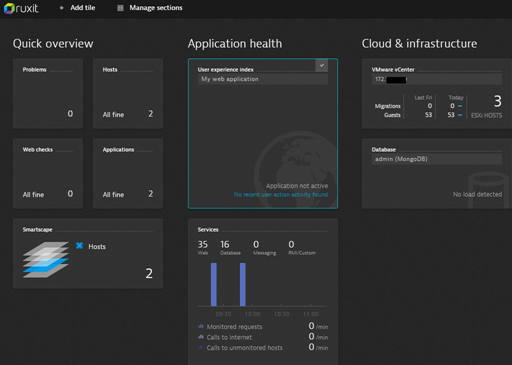 ruxit
+ Add tile
Manage sections
Quick overview
Problems
0
Hosts
All fine 2
Web checks
All fine 0
Applications
All fine 2
Smartscape
Hosts
2
Application health
User experience index
My web application
Application not active
No recent user action activity found
Services
35 16 0 0
Web Database Messaging RMI/Custom
09:30 10:00 10:30 11:00
Monitored requests 0 /min
Calls to Internet 0 /min
Calls to unmonitored hosts 0 /min
Cloud & infrastructure
VMware vCenter
172.
Last Fri Today
Migrations 0 0
Guests 53 53
3
ESXi HOSTS
Database
admin (MongoDB)
No load detected